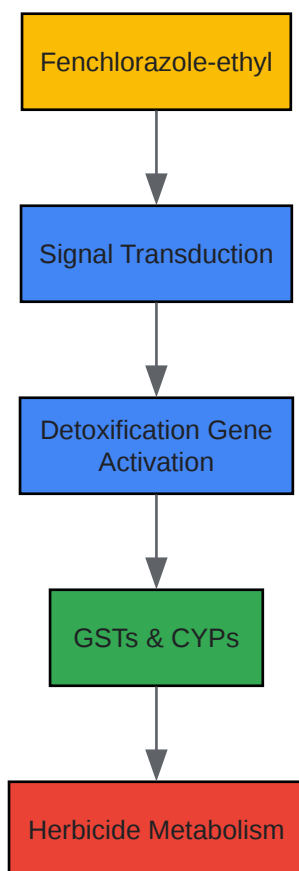 Fenchlorazole-ethyl
Signal Transduction
Detoxification Gene
Activation
GSTs & CYPs
Herbicide Metabolism